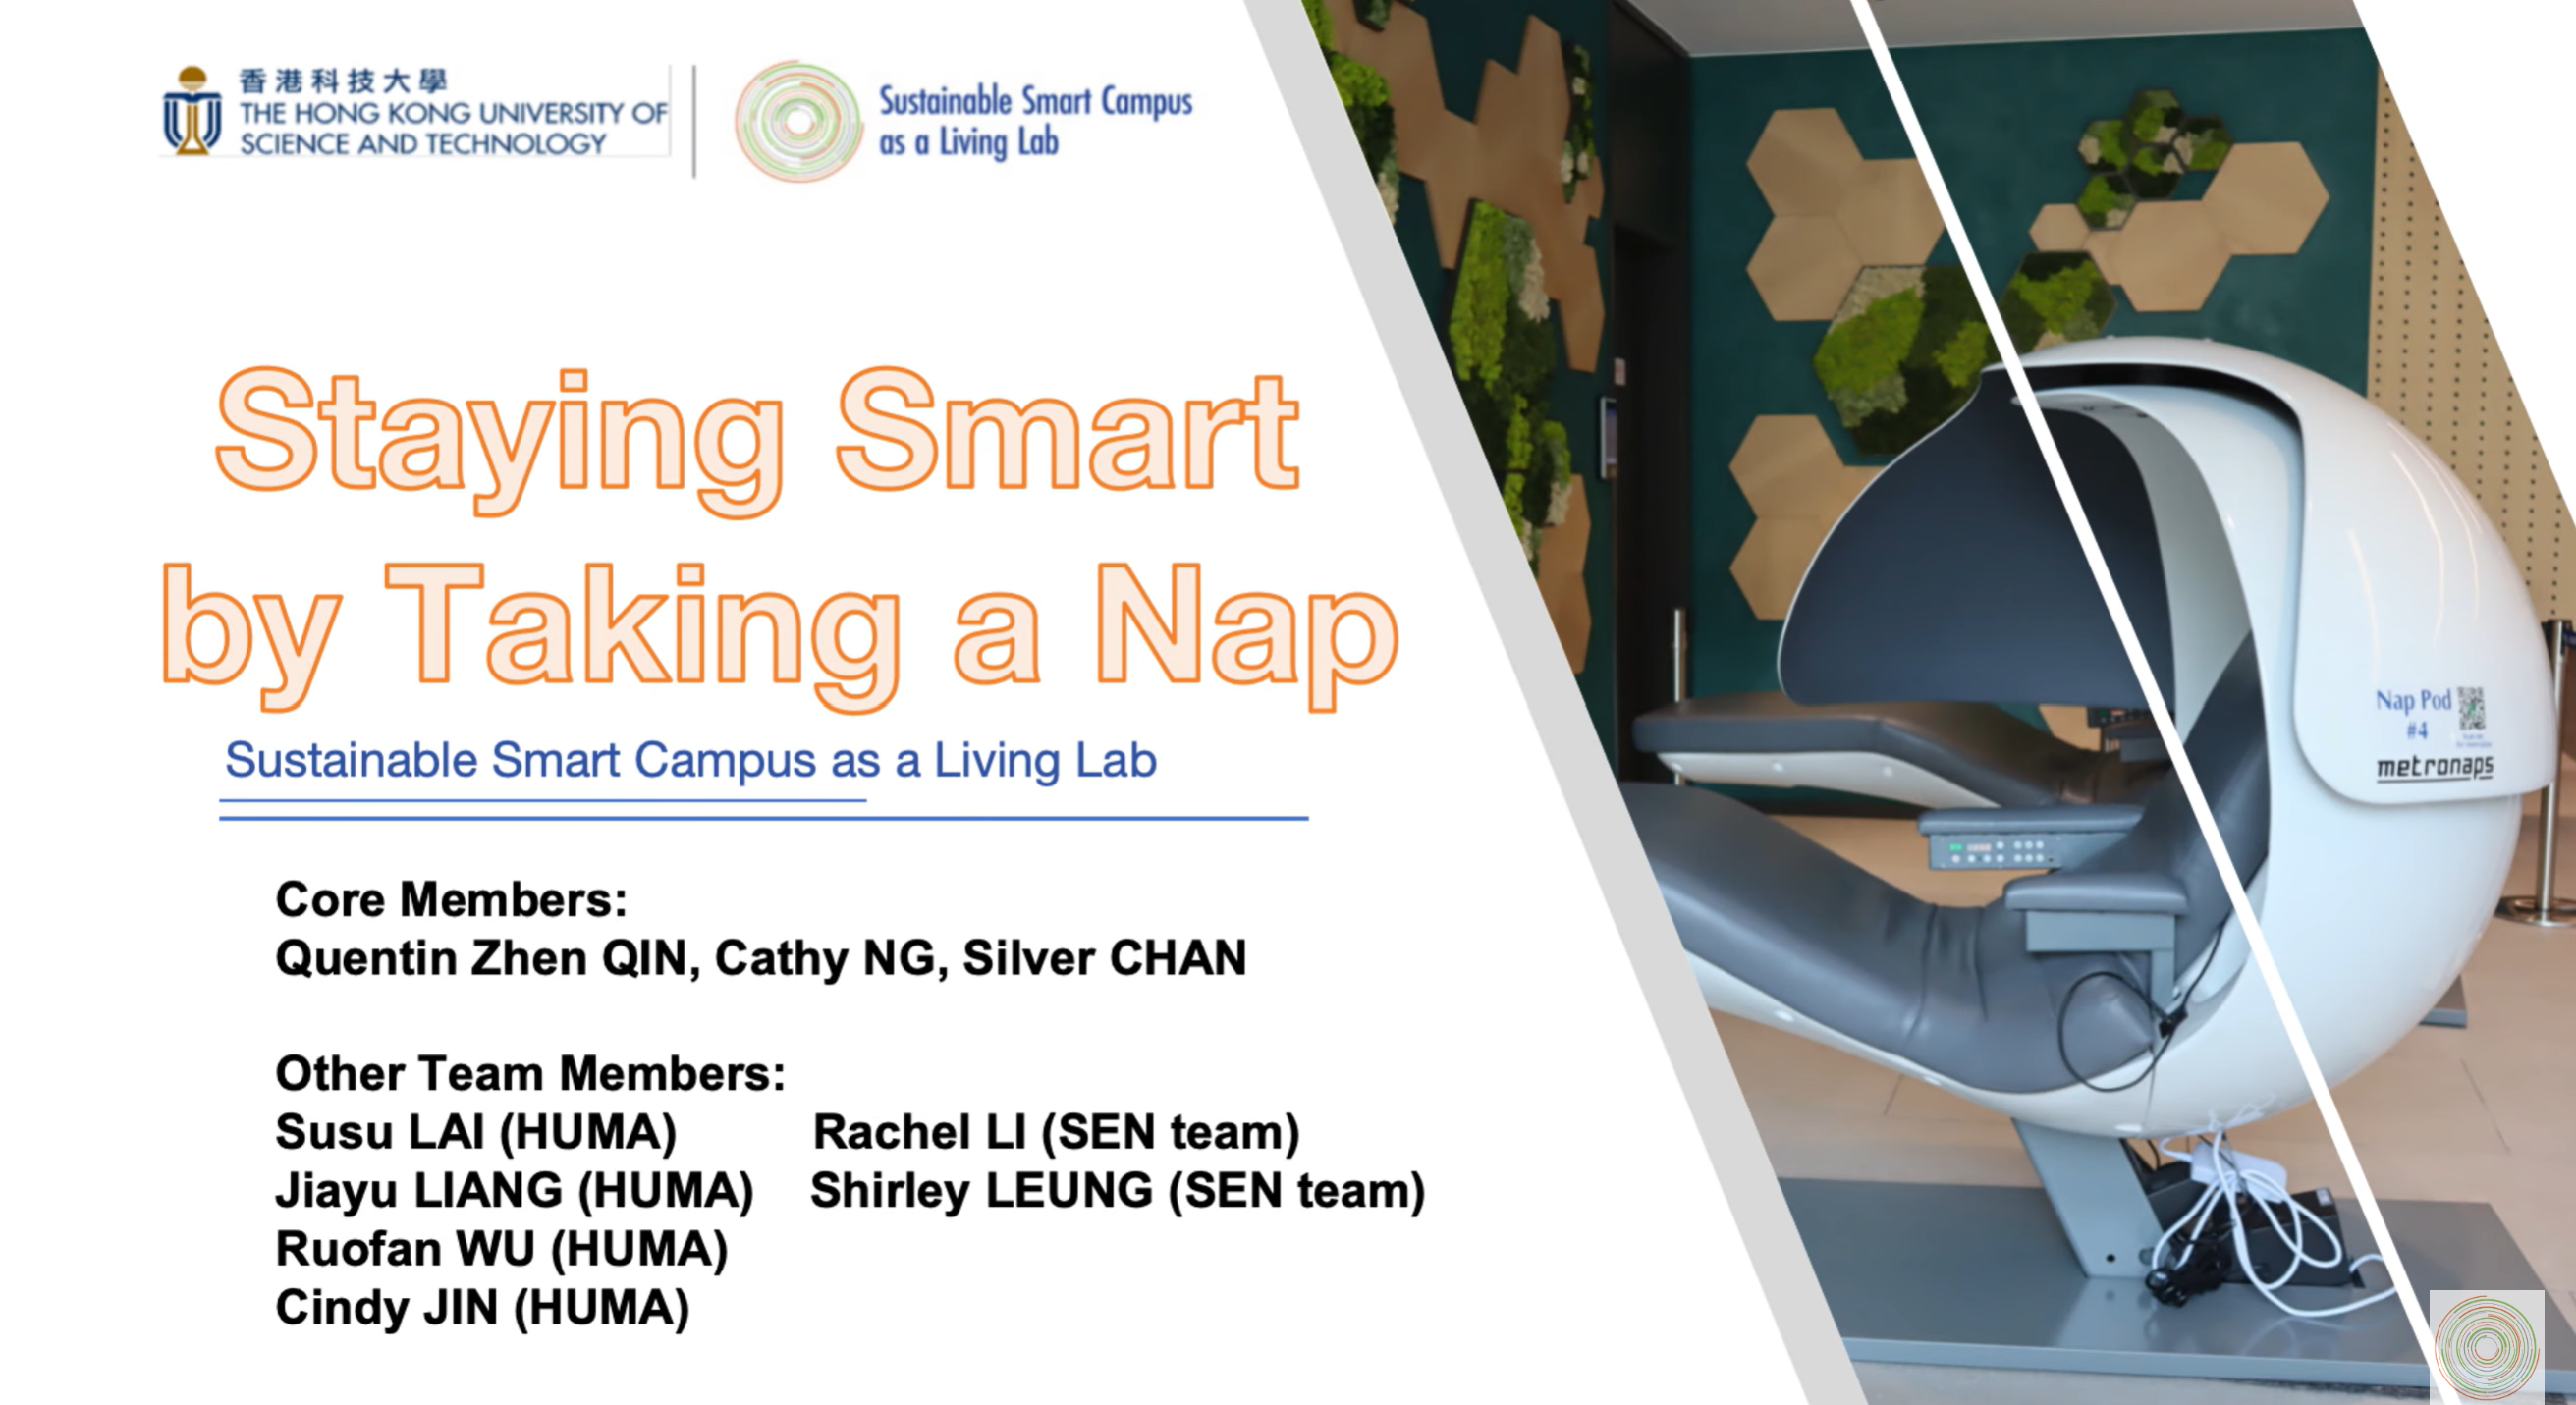 香港科技大學
THE HONG KONG UNIVERSITY OF
SCIENCE AND TECHNOLOGY
Sustainable Smart Campus
as a Living Lab
Staying Smart
by Taking a Nap
Sustainable Smart Campus as a Living Lab
Core Members:
Quentin Zhen QIN, Cathy NG, Silver CHAN
Other Team Members:
Susu LAI (HUMA) Rachel LI (SEN team)
Jiayu LIANG (HUMA) Shirley LEUNG (SEN team)
Ruofan WU (HUMA)
Cindy JIN (HUMA)
Nap Pod
#4
metronaps